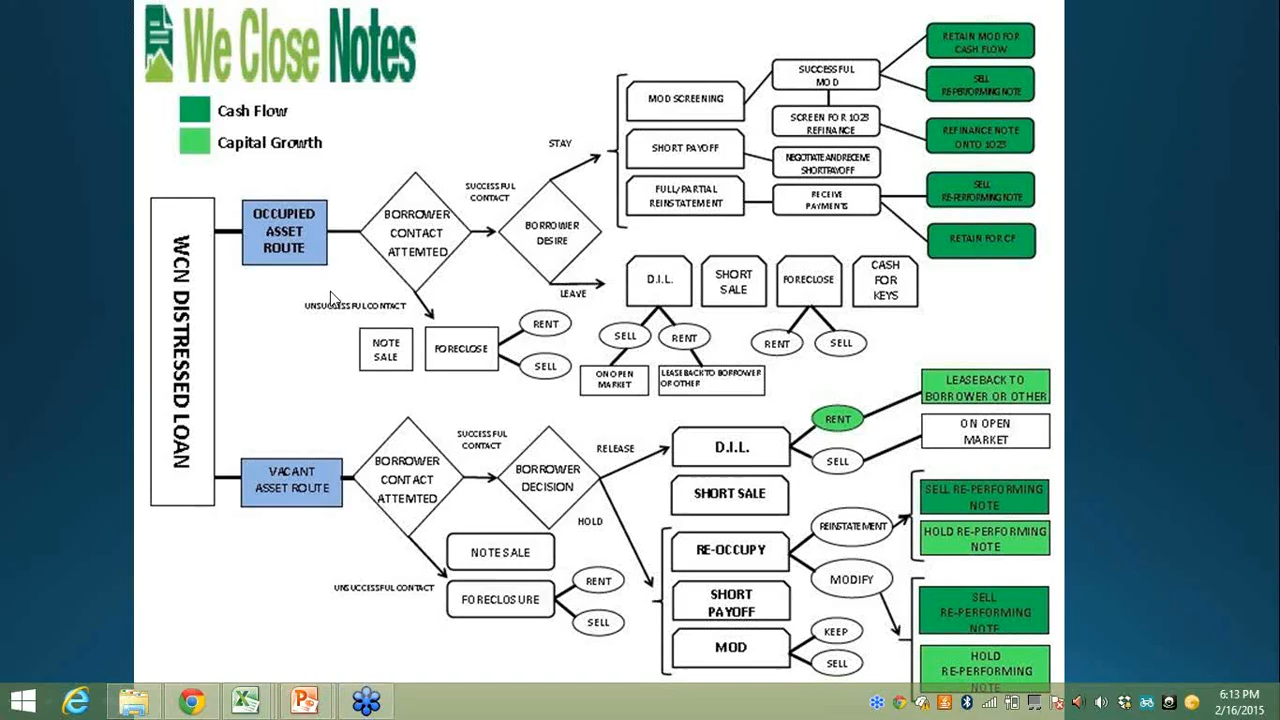 We Close Notes
Cash Flow
Capital Growth
WCN DISTRESSED LOAN
OCCUPIED
ASSET
ROUTE
BORROWER
CONTACT
ATTEMTED
SUCCESSFUL
CONTACT
BORROWER
DESIRE
STAY
LEAVE
UNSUCCESSFUL CONTACT
NOTE
SALE
FORECLOSE
RENT
SELL
MOD SCREENING
SHORT PAYOFF
FULL/PARTIAL
REINSTATEMENT
SUCCESSFUL
MOD
SCREEN FOR 1023
REFINANCE
NEGOTIATE AND RECEIVE
SHORT PAYOFF
RECEIVE
PAYMENTS
RETAIN MOD FOR
CASH FLOW
SELL
RE-PERFORMING NOTE
REFINANCE NOTE
ONTO 1023
SELL
RE-PERFORMING NOTE
RETAIN FOR CF
D.I.L.
SHORT
SALE
FORECLOSE
CASH
FOR
KEYS
SELL
RENT
RENT
SELL
ON OPEN
MARKET
LEASEBACK TO BORROWER
OR OTHER
VACANT
ASSET ROUTE
BORROWER
CONTACT
ATEMTED
SUCCESSFUL
CONTACT
BORROWER
DECISION
RELEASE
HOLD
UNSUCCESSFUL CONTACT
NOTE SALE
FORECLOSURE
RENT
SELL
D.I.L.
SHORT SALE
RE-OCCUPY
SHORT
PAYOFF
MOD
RENT
SELL
REINSTATEMENT
MODIFY
KEEP
SELL
LEASEBACK TO
BORROWER OR OTHER
ON OPEN
MARKET
SELL RE-PERFORMING
NOTE
HOLD RE-PERFORMING
NOTE
SELL
RE-PERFORMING
NOTE
HOLD
RE-PERFORMING
NOTE
6:13 PM
2/16/2015